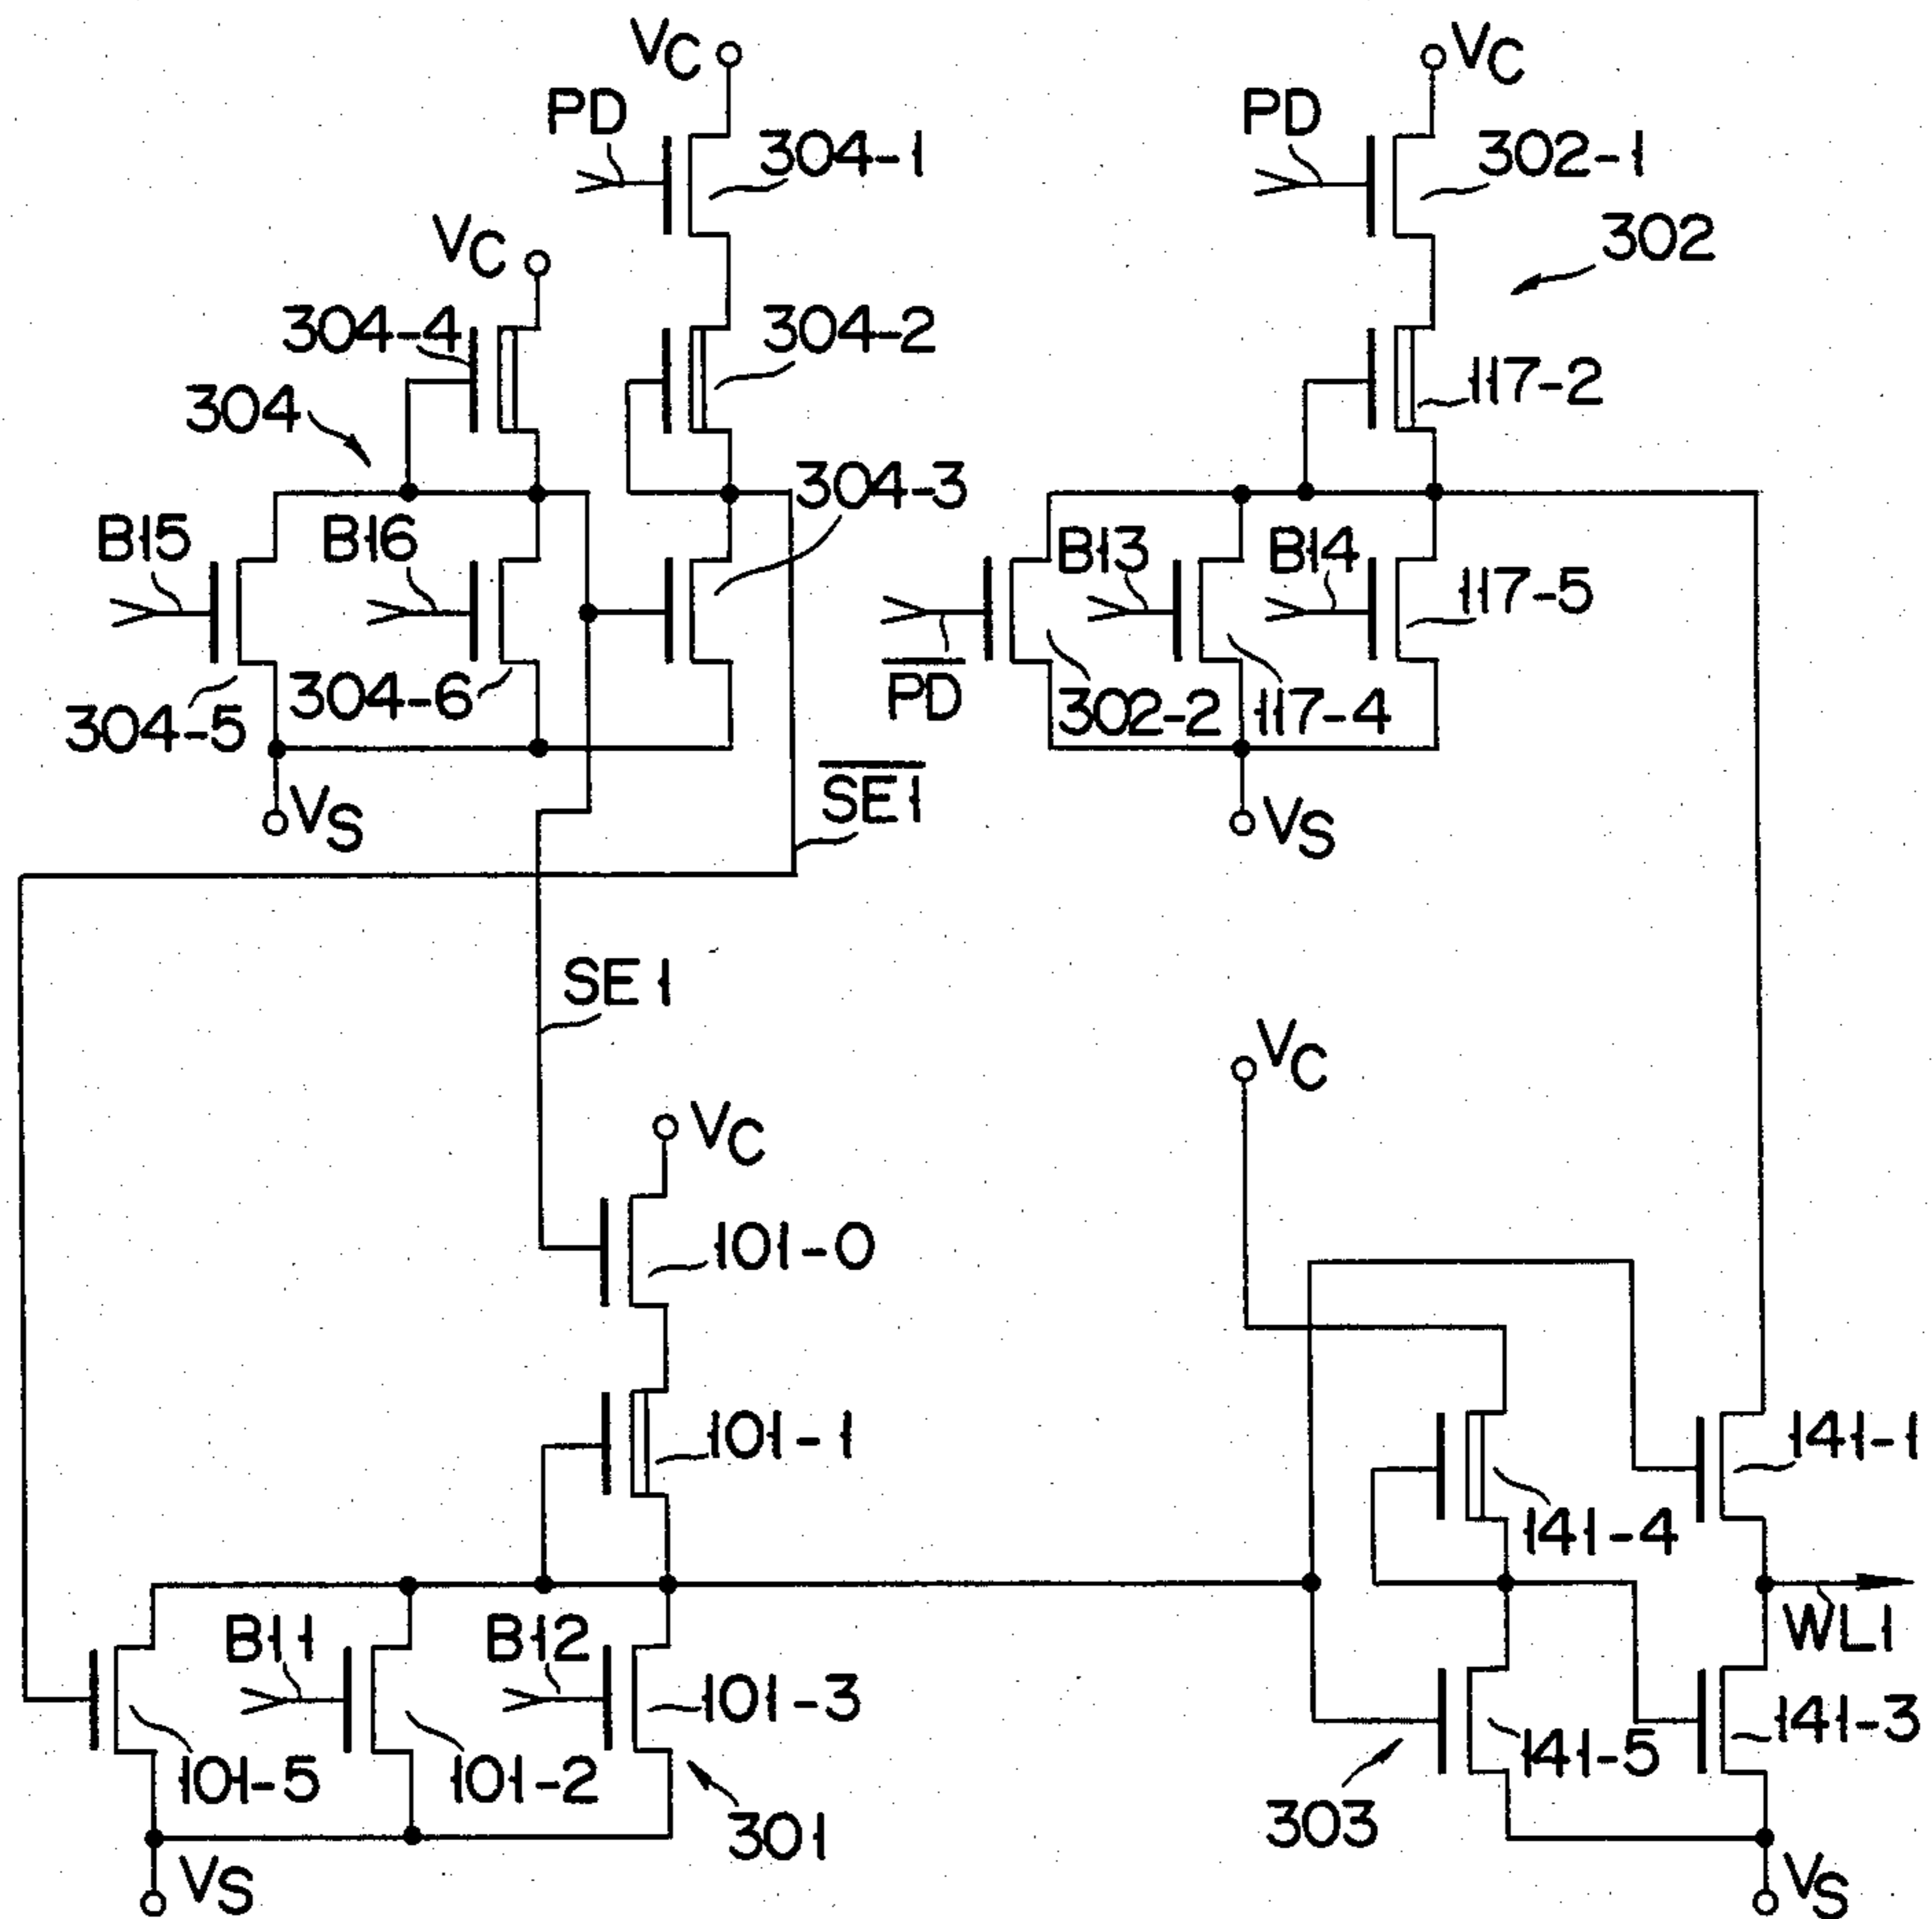 VC
VC
PD
304-1
PD
302-1
302
VC
304-4
304-2
117-2
304
304-3
B15
B16
B13
B14
117-5
304-5
304-6
PD
302-2
117-4
VS
SE1
VS
SE1
VC
VC
101-0
101-1
141-1
141-4
B11
B12
WL1
101-3
141-3
101-5
101-2
141-5
301
303
VS
VS